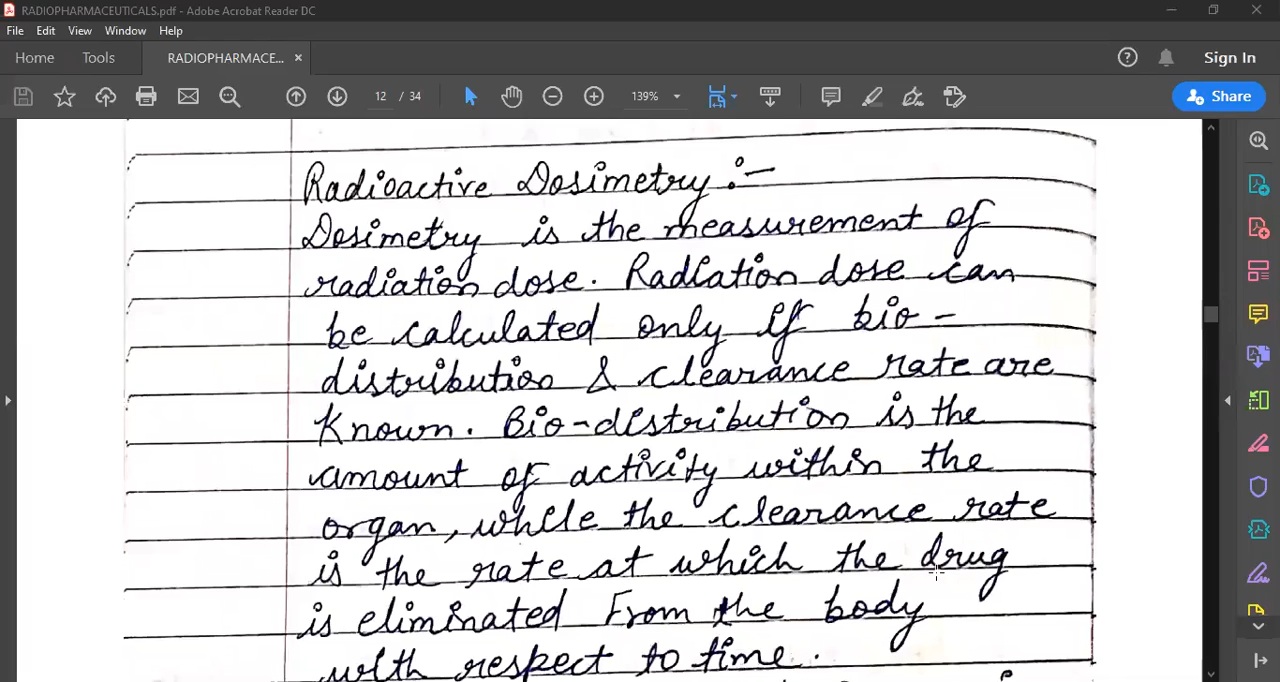 RADIOPHARMACEUTICALS.pdf - Adobe Acrobat Reader DC
File Edit View Window Help
Home Tools RADIOPHARMACE... × Sign In
12 / 34 139% Share
Radioactive Dosimetry :-
Dosimetry is the measurement of
radiation dose. Radiation dose can
be calculated only if bio-
distribution & clearance rate are
Known. Bio-distribution is the
amount of activity within the
organ, while the clearance rate
is the rate at which the drug
is eliminated From the body
with respect to time.